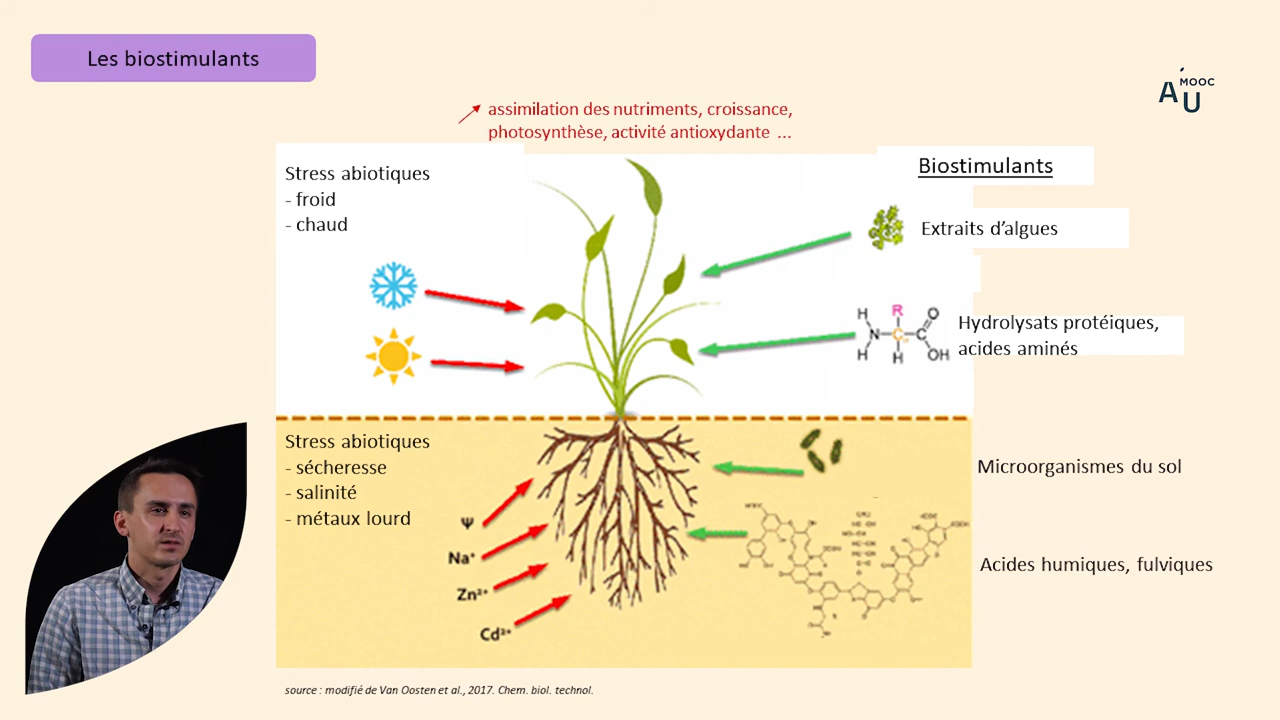 Les biostimulants
MOOC
AU
assimilation des nutriments, croissance,
photosynthèse, activité antioxydante ...
Stress abiotiques
- froid
- chaud
Biostimulants
Extraits d'algues
H
R
O
N
C
C
H
H
OH
Hydrolysats protéiques,
acides aminés
Stress abiotiques
- sécheresse
- salinité
- métaux lourd
Ψ
Na⁺
Zn²⁺
Cd²⁺
Microorganismes du sol
Acides humiques, fulviques
source : modifié de Van Oosten et al., 2017. Chem. biol. technol.